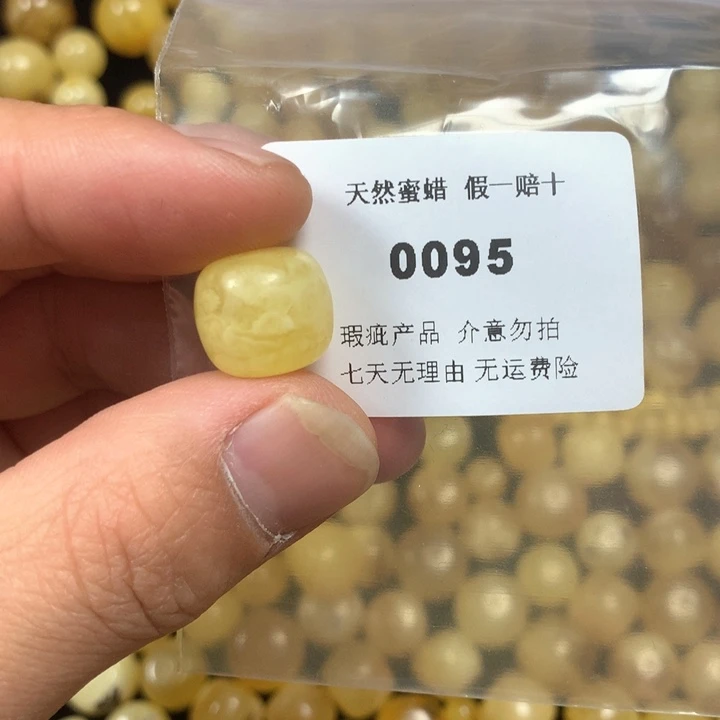 天然蜜蜡 假一赔十
0095
瑕疵产品 介意勿拍
七天无理由 无运费险